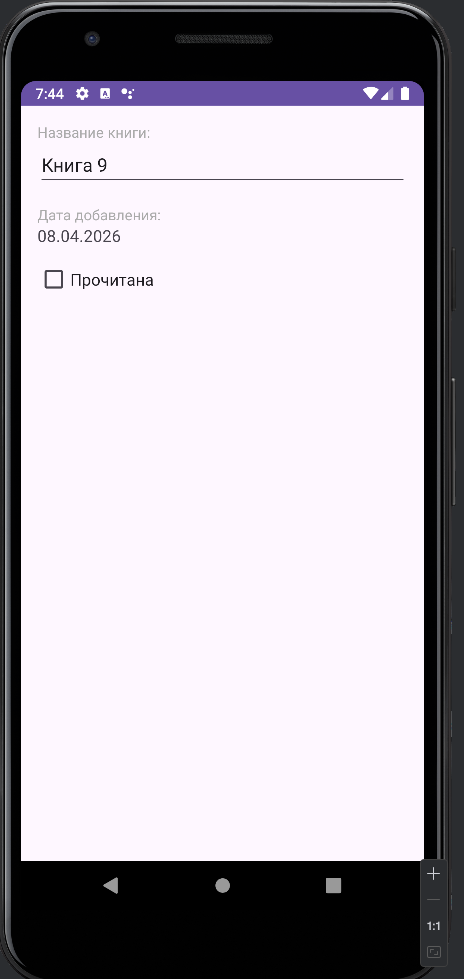 7:44
Название книги:
Книга 9
Дата добавления:
08.04.2026
Прочитана
1:1